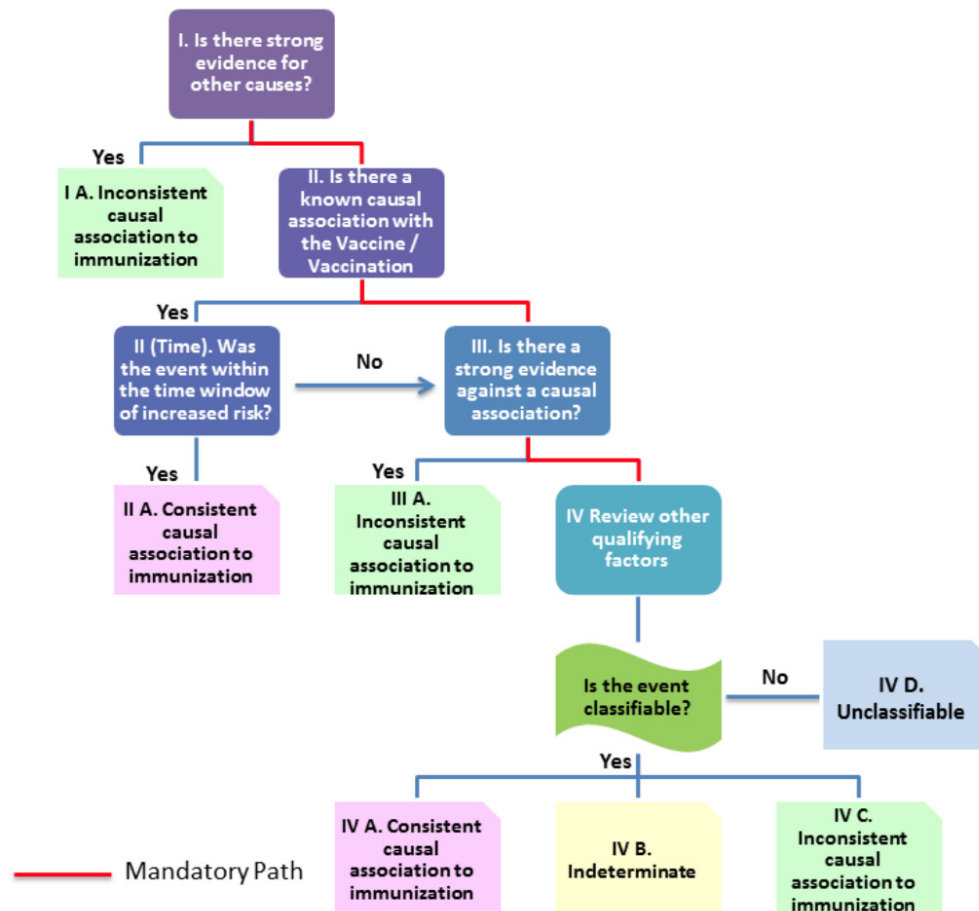 I. Is there strong
evidence for
other causes?
Yes
I A. Inconsistent
causal
association to
immunization
II. Is there a
known causal
association with
the Vaccine /
Vaccination
Yes
II (Time). Was
the event within
the time window
of increased risk?
No
III. Is there a
strong evidence
against a causal
association?
Yes
II A. Consistent
causal
association to
immunization
Yes
III A.
Inconsistent
causal
association to
immunization
IV Review other
qualifying
factors
Is the event
classifiable?
No
IV D.
Unclassifiable
Yes
IV A. Consistent
causal
association to
immunization
IV B.
Indeterminate
IV C.
Inconsistent
causal
association to
immunization
Mandatory Path